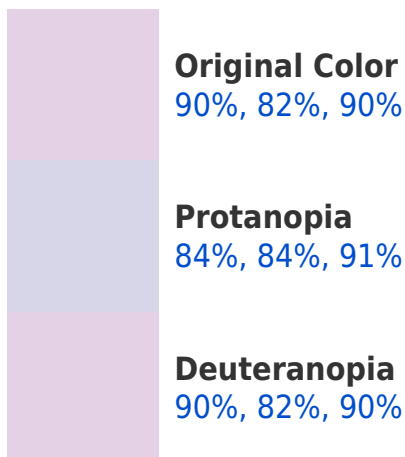 Original Color
90%, 82%, 90%
Protanopia
84%, 84%, 91%
Deuteranopia
90%, 82%, 90%